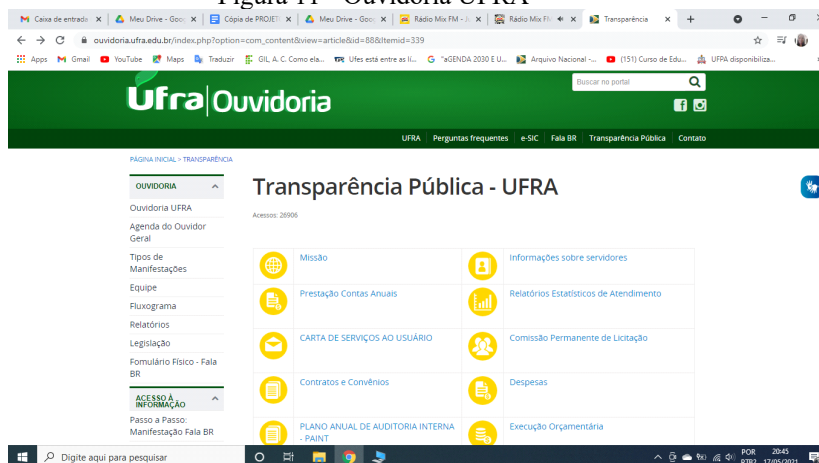 Figura 11 - Ouvidoria UFRA
Caixa de entrada
Meu Drive - Goo
Cópia de PROJET
Meu Drive - Goo
Rádio Mix FM - 
Rádio Mix FM
Transparência
ouvidoria.ufra.edu.br/index.php?option=com_content&view=article&id=88&Itemid=339
Apps Gmail YouTube Maps Traduzir GIL, A. C. Como ela... Ufes está entre as lí... "aGENDA 2030 E U... Arquivo Nacional -... (151) Curso de Edu... UFPA disponibiliza...
Buscar no portal
Ufra Ouvidoria
UFRA Perguntas frequentes e-SIC Fala BR Transparência Pública Contato
PÁGINA INICIAL > TRANSPARÊNCIA
OUVIDORIA
Ouvidoria UFRA
Agenda do Ouvidor
Geral
Tipos de
Manifestações
Equipe
Fluxograma
Relatórios
Legislação
Fomulário Físico - Fala
BR
ACESSO À
INFORMAÇÃO
Passo a Passo:
Manifestação Fala BR
Transparência Pública - UFRA
Acessos: 26906
Missão
Informações sobre servidores
Prestação Contas Anuais
Relatórios Estatísticos de Atendimento
CARTA DE SERVIÇOS AO USUÁRIO
Comissão Permanente de Licitação
Contratos e Convênios
Despesas
PLANO ANUAL DE AUDITORIA INTERNA
- PAINT
Execução Orçamentária
Digite aqui para pesquisar
POR 20:45
PTB2 17/05/2021